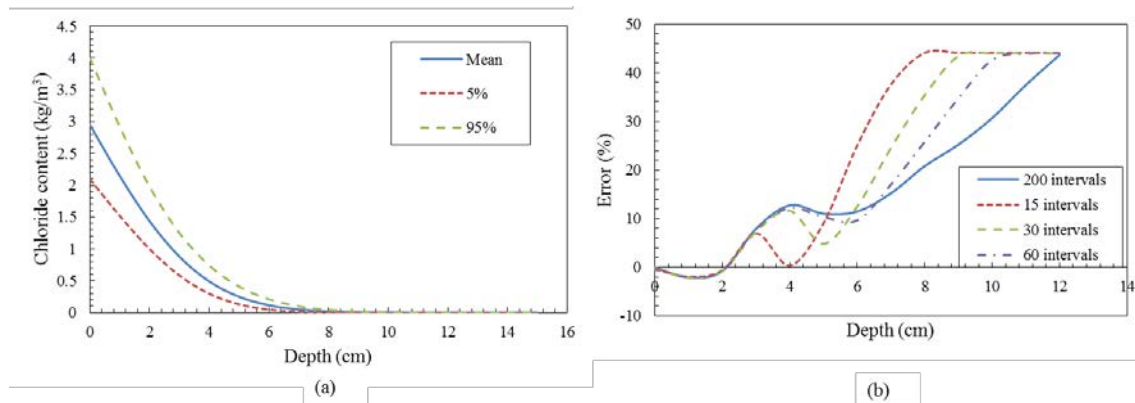 4.5
4
3.5
3
2.5
2
1.5
1
0.5
0
Chloride content (kg/m³)
Mean
5%
95%
0 2 4 6 8 10 12 14 16
Depth (cm)
(a)
50
40
30
20
10
0
-10
Error (%)
200 intervals
15 intervals
30 intervals
60 intervals
0 2 4 6 8 10 12 14
Depth (cm)
(b)